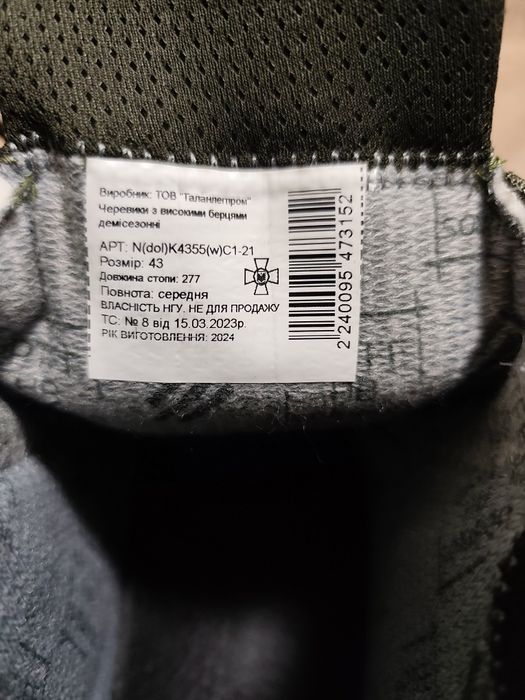 Виробник: ТОВ "Таланлегпром"
Черевики з високими берцями
демісезонні
АРТ: N(dol)K4355(w)C1-21
Розмір: 43
Довжина стопи: 277
Повнота: середня
ВЛАСНІСТЬ НГУ. НЕ ДЛЯ ПРОДАЖУ
ТС: № 8 від 15.03.2023р.
РІК ВИГОТОВЛЕННЯ: 2024
2 240095 473152